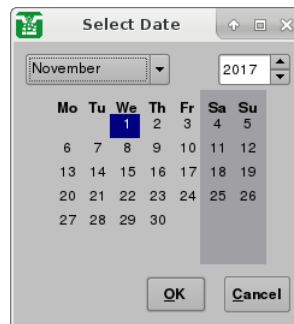 Select Date
November 2017
Mo Tu We Th Fr Sa Su
1 2 3 4 5
6 7 8 9 10 11 12
13 14 15 16 17 18 19
20 21 22 23 24 25 26
27 28 29 30
OK Cancel